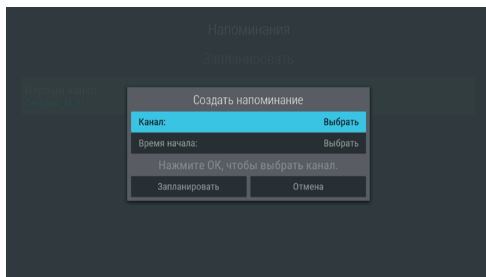 Напоминания
Запланировать
Создать напоминание
Канал: Выбрать
Время начала: Выбрать
Нажмите ОК, чтобы выбрать канал.
Запланировать Отмена